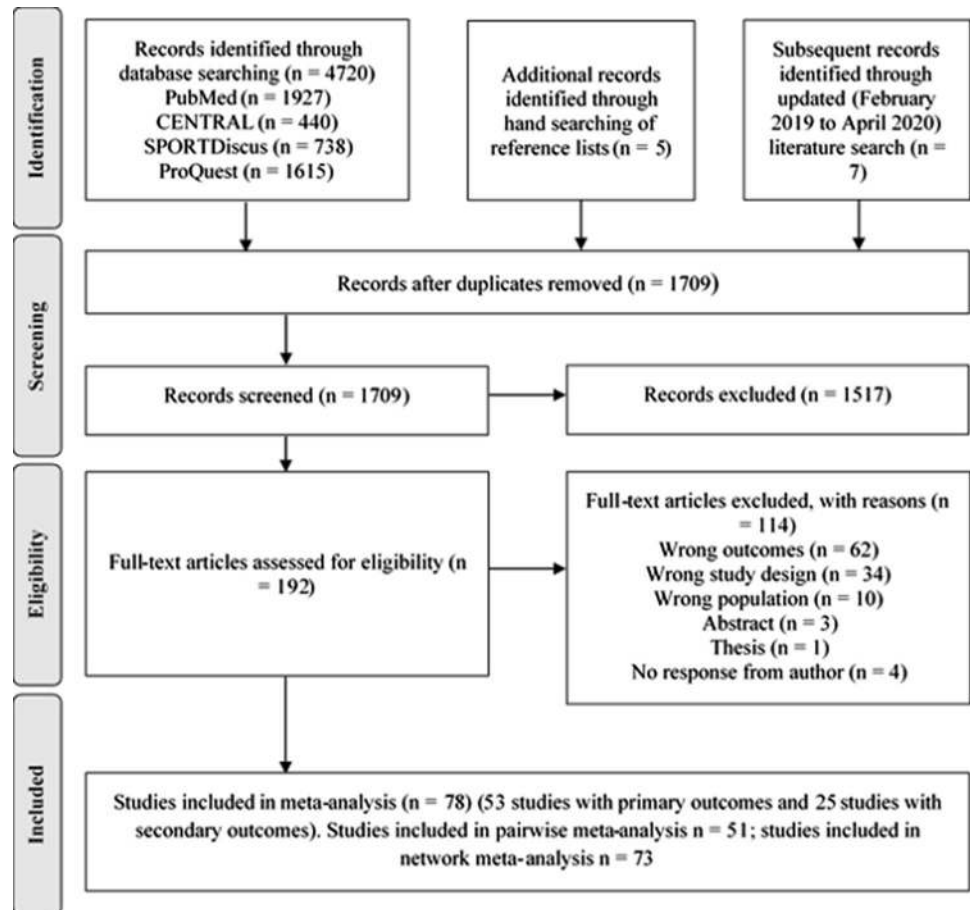 Identification
Records identified through
database searching (n = 4720)
PubMed (n = 1927)
CENTRAL (n = 440)
SPORTDiscus (n = 738)
ProQuest (n = 1615)
Additional records
identified through
hand searching of
reference lists (n = 5)
Subsequent records
identified through
updated (February
2019 to April 2020)
literature search (n =
7)
Screening
Records after duplicates removed (n = 1709)
Records screened (n = 1709)
Records excluded (n = 1517)
Eligibility
Full-text articles assessed for eligibility (n
= 192)
Full-text articles excluded, with reasons (n
= 114)
Wrong outcomes (n = 62)
Wrong study design (n = 34)
Wrong population (n = 10)
Abstract (n = 3)
Thesis (n = 1)
No response from author (n = 4)
Included
Studies included in meta-analysis (n = 78) (53 studies with primary outcomes and 25 studies with
secondary outcomes). Studies included in pairwise meta-analysis n = 51; studies included in
network meta-analysis n = 73